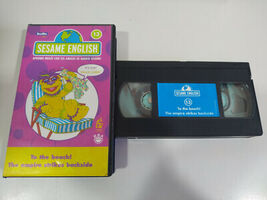 13
SESAME ENGLISH
APRENDE INGLÉS CON LOS AMIGOS DE BARRIO SÉSAMO
To the beach!
The empire strikes backside
SESAME ENGLISH
13
To the beach!
The empire strikes backside